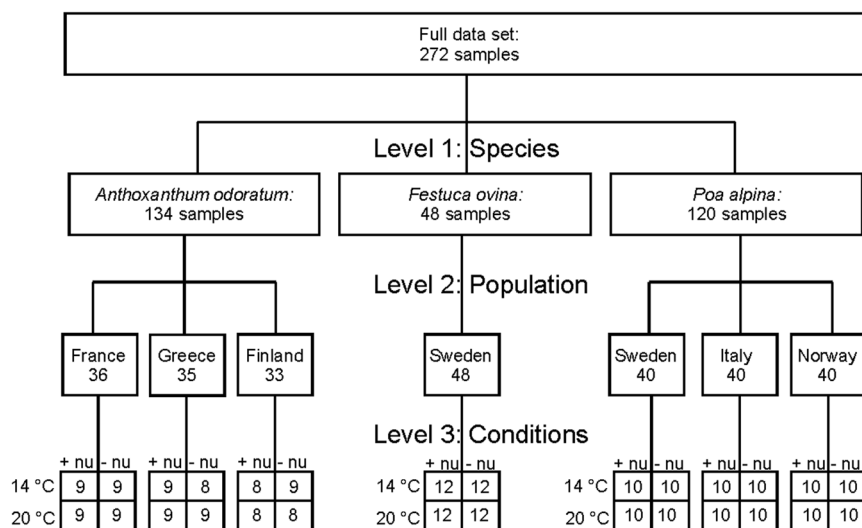 Full data set:
272 samples
Level 1: Species
Anthoxanthum odoratum:
134 samples
Festuca ovina:
48 samples
Poa alpina:
120 samples
Level 2: Population
France
36
Greece
35
Finland
33
Sweden
48
Sweden
40
Italy
40
Norway
40
Level 3: Conditions
+ nu - nu + nu - nu + nu - nu + nu - nu + nu - nu + nu - nu + nu - nu
14 °C 9 9 9 8 8 9 14 °C 12 12 14 °C 10 10 10 10 10 10
20 °C 9 9 9 9 8 8 20 °C 12 12 20 °C 10 10 10 10 10 10